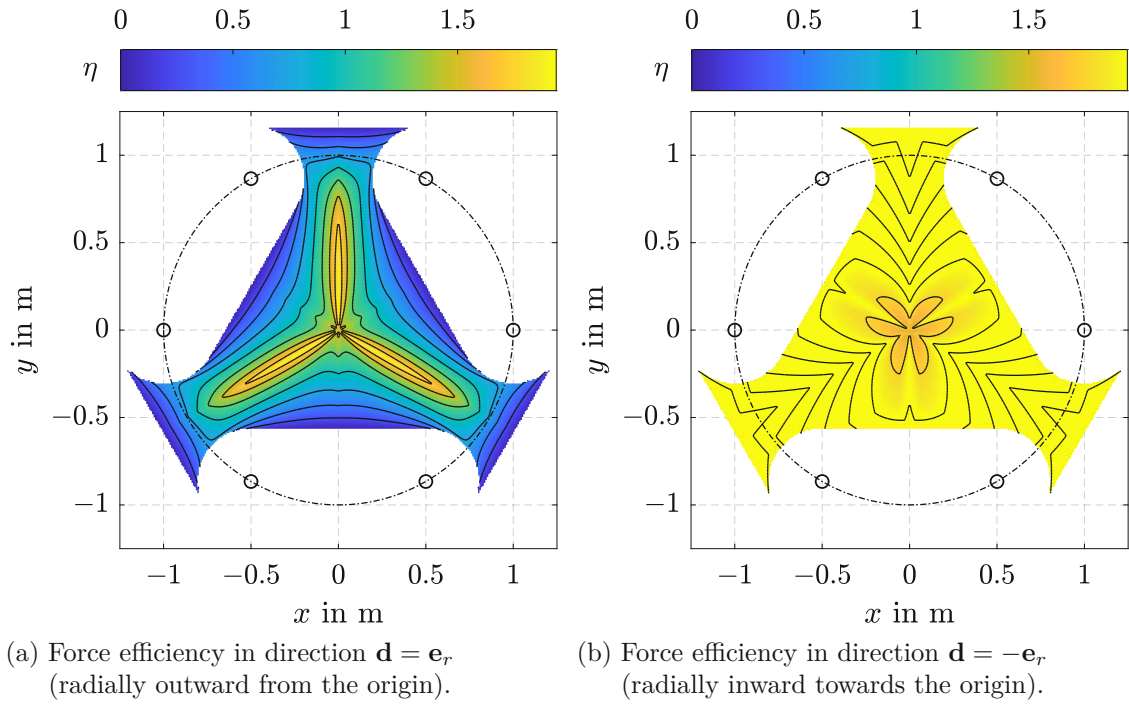 0 0.5 1 1.5
η
1
0.5
0
−0.5
−1
y in m
−1 −0.5 0 0.5 1
x in m
(a) Force efficiency in direction d = e_r
(radially outward from the origin).
0 0.5 1 1.5
η
1
0.5
0
−0.5
−1
y in m
−1 −0.5 0 0.5 1
x in m
(b) Force efficiency in direction d = −e_r
(radially inward towards the origin).